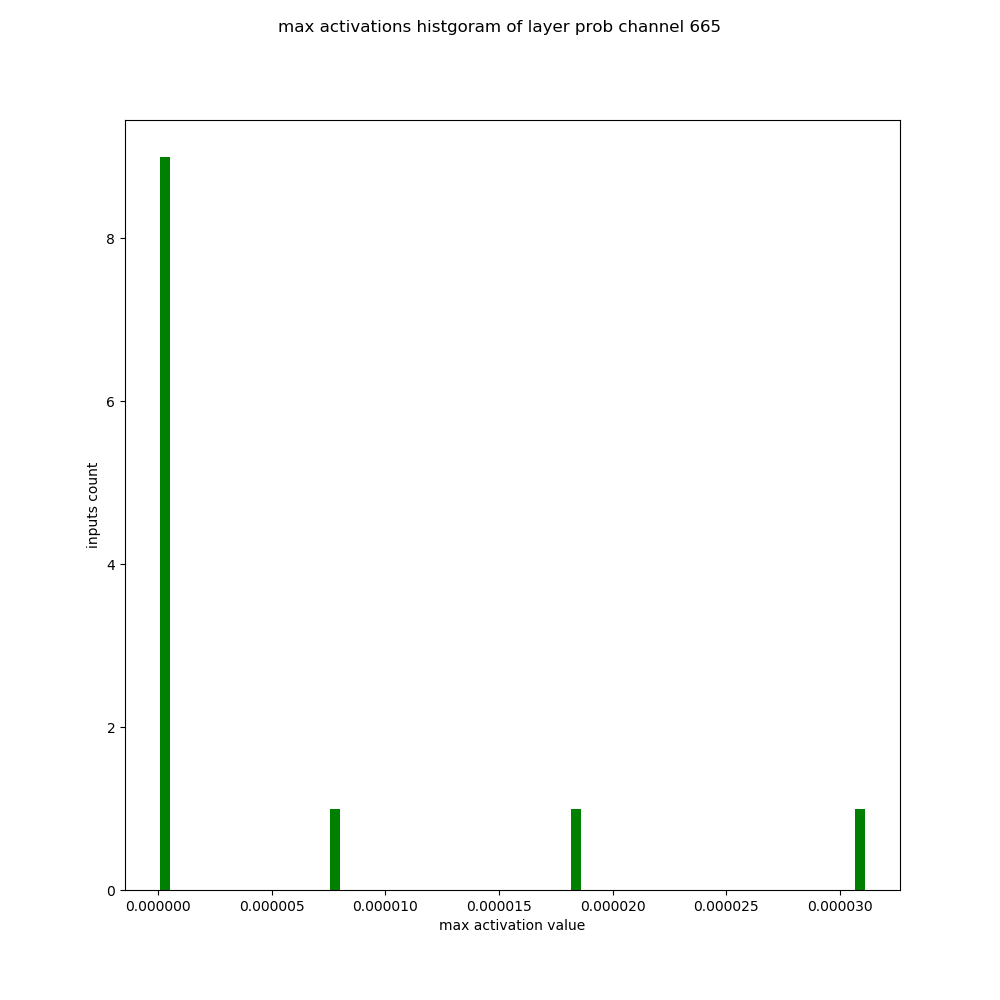 max activations histgoram of layer prob channel 665
8
6
4
2
0
inputs count
0.000000 0.000005 0.000010 0.000015 0.000020 0.000025 0.000030
max activation value